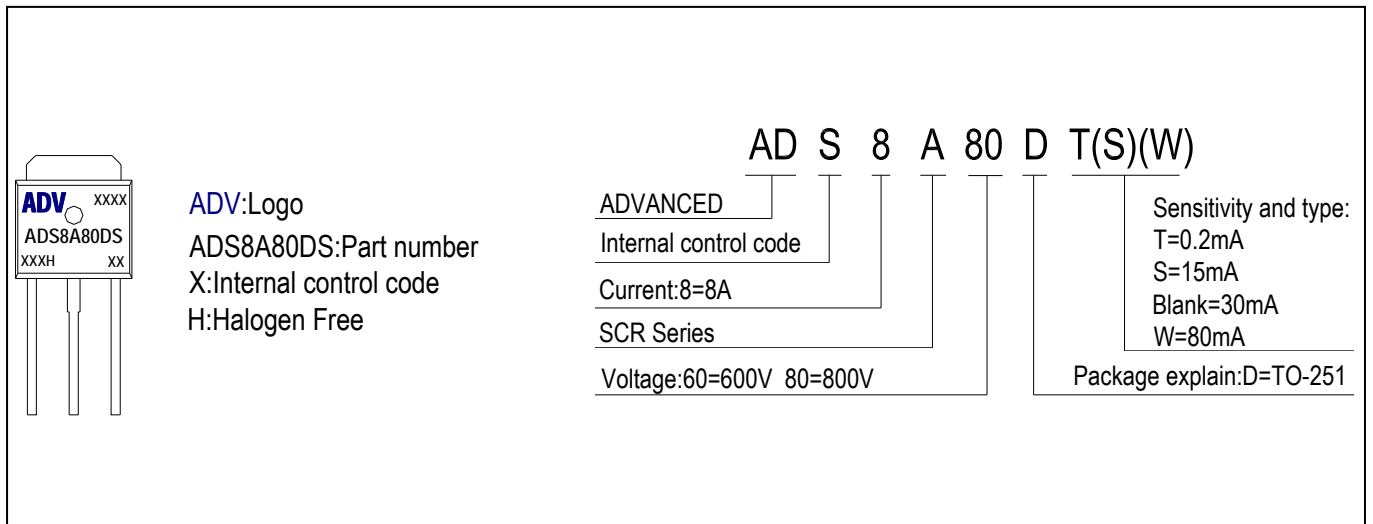 ADV XXXX
ADS8A80DS
XXXH XX
ADV:Logo
ADS8A80DS:Part number
X:Internal control code
H:Halogen Free
AD S 8 A 80 D T(S)(W)
ADVANCED
Internal control code
Current:8=8A
SCR Series
Voltage:60=600V 80=800V
Sensitivity and type:
T=0.2mA
S=15mA
Blank=30mA
W=80mA
Package explain:D=TO-251